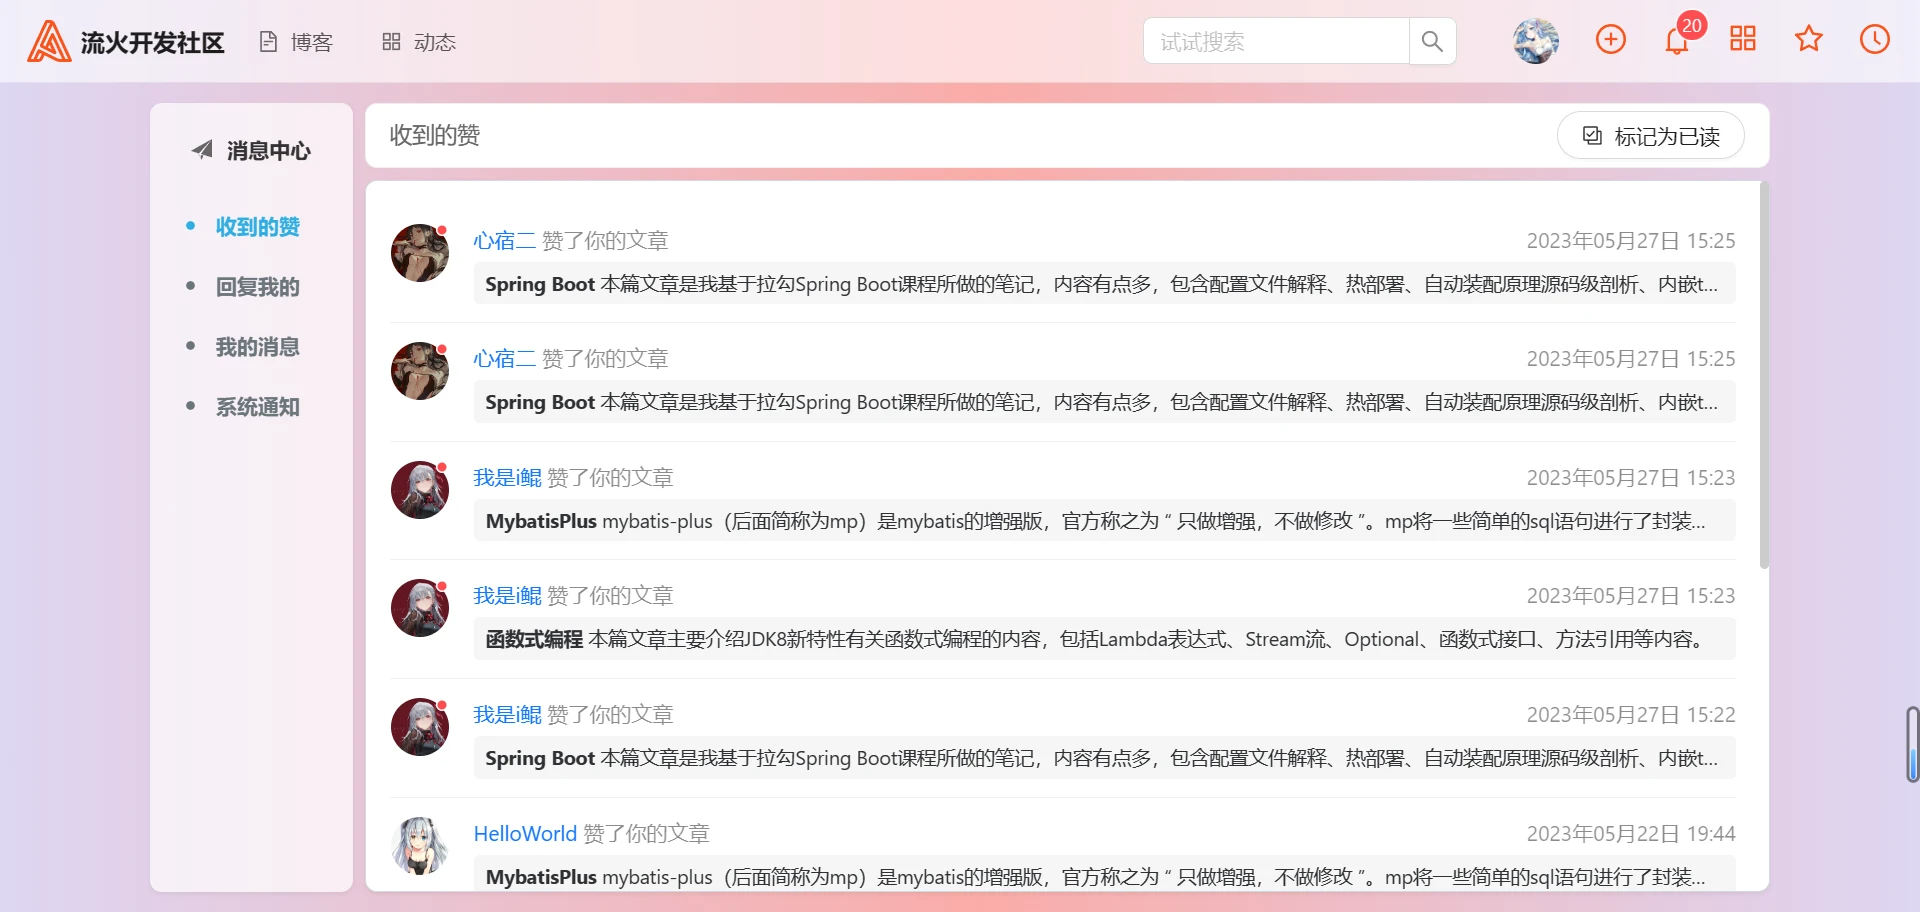 流火开发社区 博客 动态 试试搜索 20
消息中心
收到的赞
回复我的
我的消息
系统通知
收到的赞 标记为已读
心宿二 赞了你的文章 2023年05月27日 15:25
Spring Boot 本篇文章是我基于拉勾Spring Boot课程所做的笔记，内容有点多，包含配置文件解释、热部署、自动装配原理源码级剖析、内嵌t...
心宿二 赞了你的文章 2023年05月27日 15:25
Spring Boot 本篇文章是我基于拉勾Spring Boot课程所做的笔记，内容有点多，包含配置文件解释、热部署、自动装配原理源码级剖析、内嵌t...
我是i鲲 赞了你的文章 2023年05月27日 15:23
MybatisPlus mybatis-plus（后面简称为mp）是mybatis的增强版，官方称之为 “ 只做增强，不做修改 ”。mp将一些简单的sql语句进行了封装...
我是i鲲 赞了你的文章 2023年05月27日 15:23
函数式编程 本篇文章主要介绍JDK8新特性有关函数式编程的内容，包括Lambda表达式、Stream流、Optional、函数式接口、方法引用等内容。
我是i鲲 赞了你的文章 2023年05月27日 15:22
Spring Boot 本篇文章是我基于拉勾Spring Boot课程所做的笔记，内容有点多，包含配置文件解释、热部署、自动装配原理源码级剖析、内嵌t...
HelloWorld 赞了你的文章 2023年05月22日 19:44
MybatisPlus mybatis-plus（后面简称为mp）是mybatis的增强版，官方称之为 “ 只做增强，不做修改 ”。mp将一些简单的sql语句进行了封装...